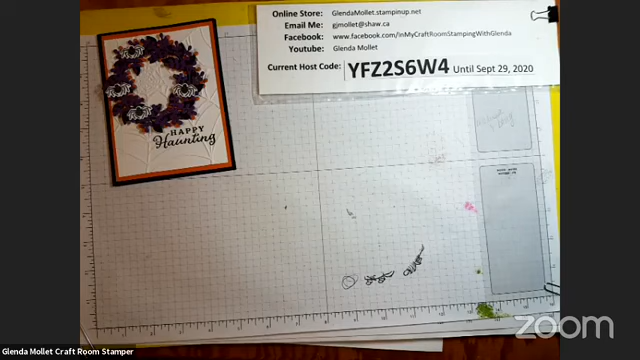 Online Store: GlendaMollet.stampinup.net
Email Me: gjmollet@shaw.ca
Facebook: www.facebook.com/InMyCraftRoomStampingWithGlenda
Youtube: Glenda Mollet
Current Host Code: YFZ2S6W4 Until Sept 29, 2020
HAPPY
Haunting
zoom
Glenda Mollet Craft Room Stamper